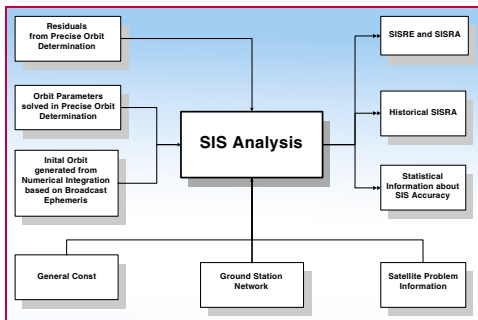 Residuals
from Precise Orbit
Determination
SISRE and SISRA
Orbit Parameters
solved in Precise Orbit
Determination
SIS Analysis
Historical SISRA
Inital Orbit
generated from
Numerical Integration
based on Broadcast
Ephemeris
Statistical
Information about
SIS Accuracy
General Const
Ground Station
Network
Satellite Problem
Information